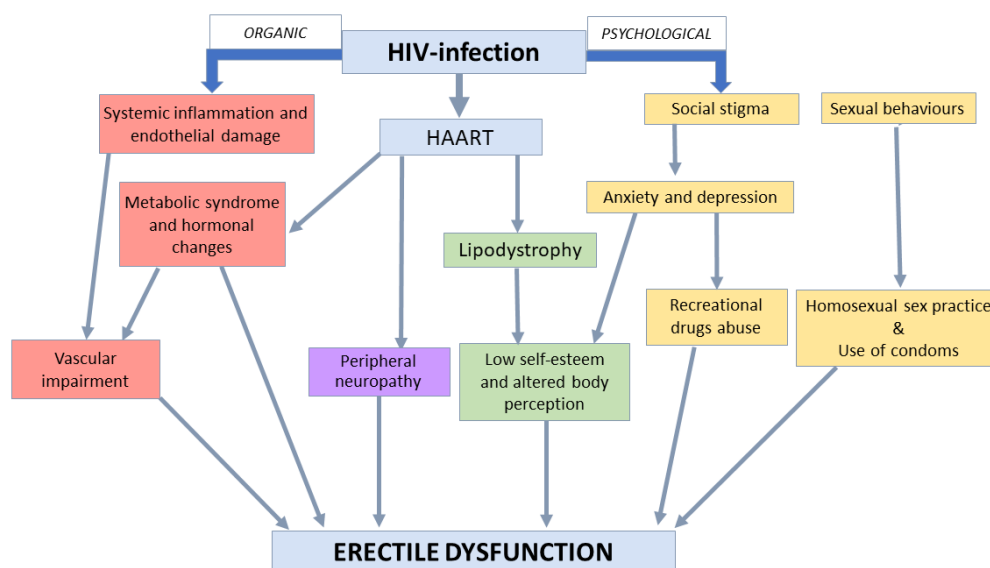 ORGANIC
HIV-infection
PSYCHOLOGICAL
Systemic inflammation and
endothelial damage
HAART
Social stigma
Sexual behaviours
Metabolic syndrome
and hormonal
changes
Anxiety and depression
Lipodystrophy
Recreational
drugs abuse
Homosexual sex practice
&
Use of condoms
Vascular
impairment
Peripheral
neuropathy
Low self-esteem
and altered body
perception
ERECTILE DYSFUNCTION